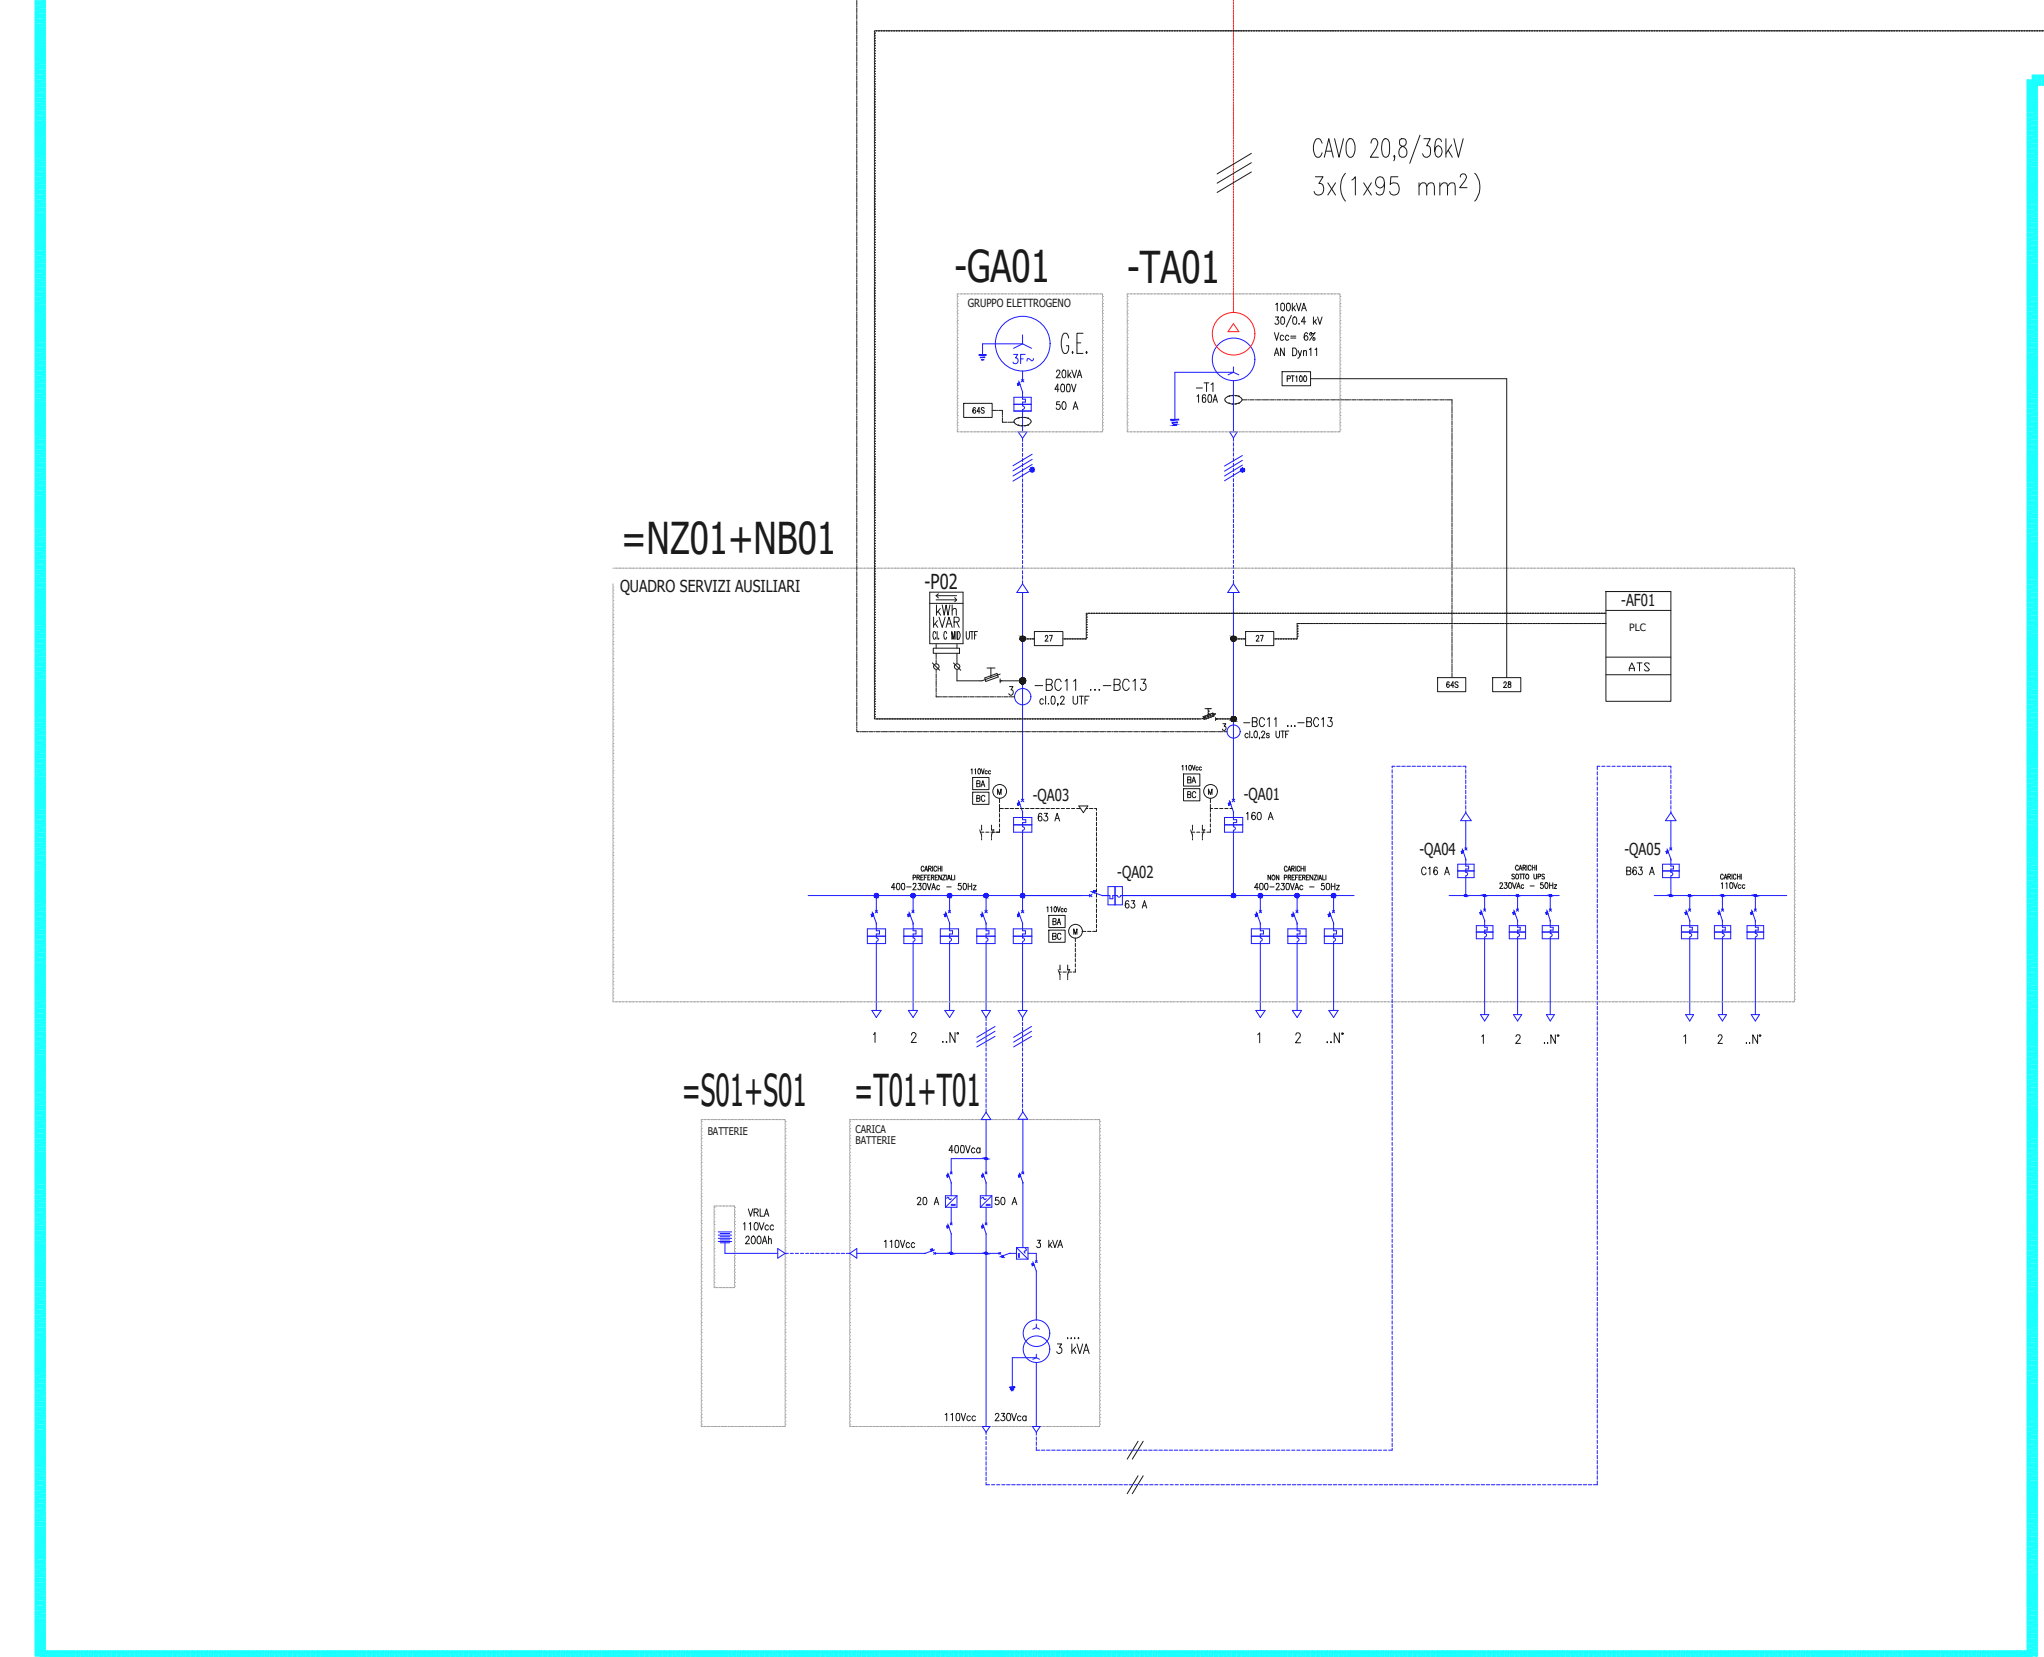 CAVO 20,8/36kV
3x(1x95 mm²)
-GA01
-TA01
GRUPPO ELETTROGENO
3F~
G.E.
20kVA
400V
50 A
64S
100kVA
30/0.4 kV
Vcc= 6%
AN Dyn11
PT100
-T1
160A
=NZ01+NB01
QUADRO SERVIZI AUSILIARI
-P02
kWh
kVAR
CL C MID UTF
27
27
-AF01
PLC
ATS
64S
28
3
-BC11 ...-BC13
cl.0,2 UTF
3
-BC11 ...-BC13
cl.0,2s UTF
110Vcc
BA
BC
M
-QA03
63 A
110Vcc
BA
BC
M
-QA01
160 A
-QA02
63 A
110Vcc
BA
BC
M
-QA04
C16 A
-QA05
B63 A
CARICHI
PREFERENZIALI
400-230VAc - 50Hz
CARICHI
NON PREFERENZIALI
400-230VAc - 50Hz
CARICHI
SOTTO UPS
230VAc - 50Hz
CARICHI
110Vcc
1 2 ..N°
1 2 ..N°
1 2 ..N°
1 2 ..N°
=S01+S01
=T01+T01
BATTERIE
VRLA
110Vcc
200Ah
CARICA
BATTERIE
400Vca
20 A
50 A
110Vcc
3 kVA
....
3 kVA
110Vcc
230Vca